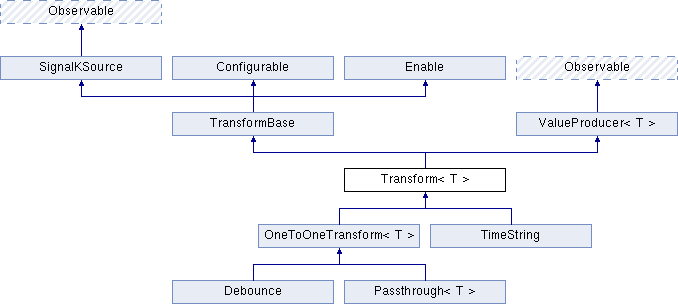 Observable
SignalKSource
Configurable
Enable
Observable
TransformBase
ValueProducer< T >
Transform< T >
OneToOneTransform< T >
TimeString
Debounce
Passthrough< T >